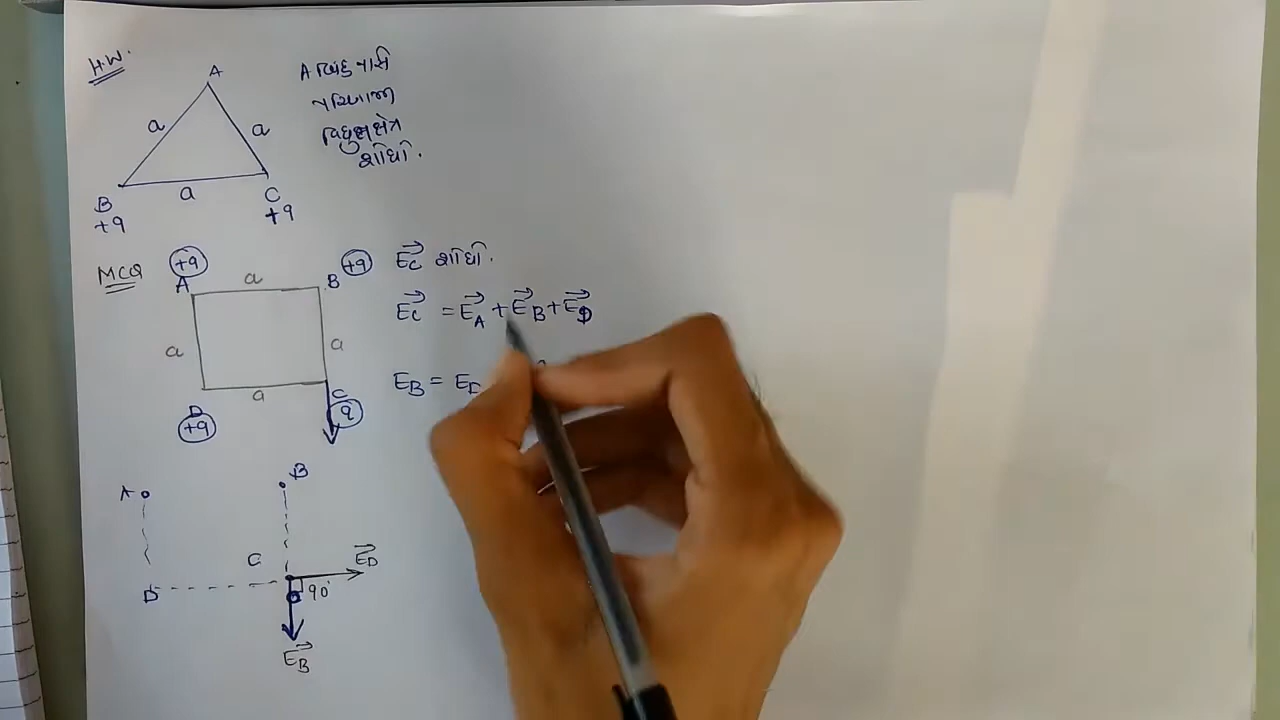 H.W.
A
a
a
a
B
+q
C
+q
A બિંદુ પાસે
પરિણામી
વિદ્યુતક્ષેત્ર
શોધો.
MCQ
+q
A
a
+q
B
a
a
a
D
+q
C
q
E⃗C શોધો.
E⃗C = E⃗A + E⃗B + E⃗D
EB = ED
A
B
C
D
E⃗D
90°
E⃗B